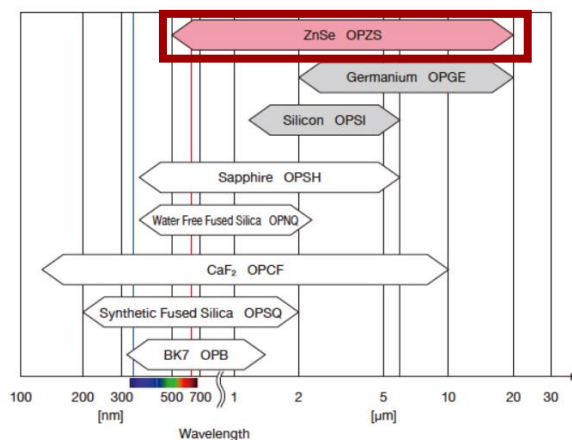 ZnSe OPZS
Germanium OPGE
Silicon OPSI
Sapphire OPSH
Water Free Fused Silica OPNQ
CaF₂ OPCF
Synthetic Fused Silica OPSQ
BK7 OPB
100 200 300 500 700 1 2 5 10 20 30
[nm] [µm]
Wavelength